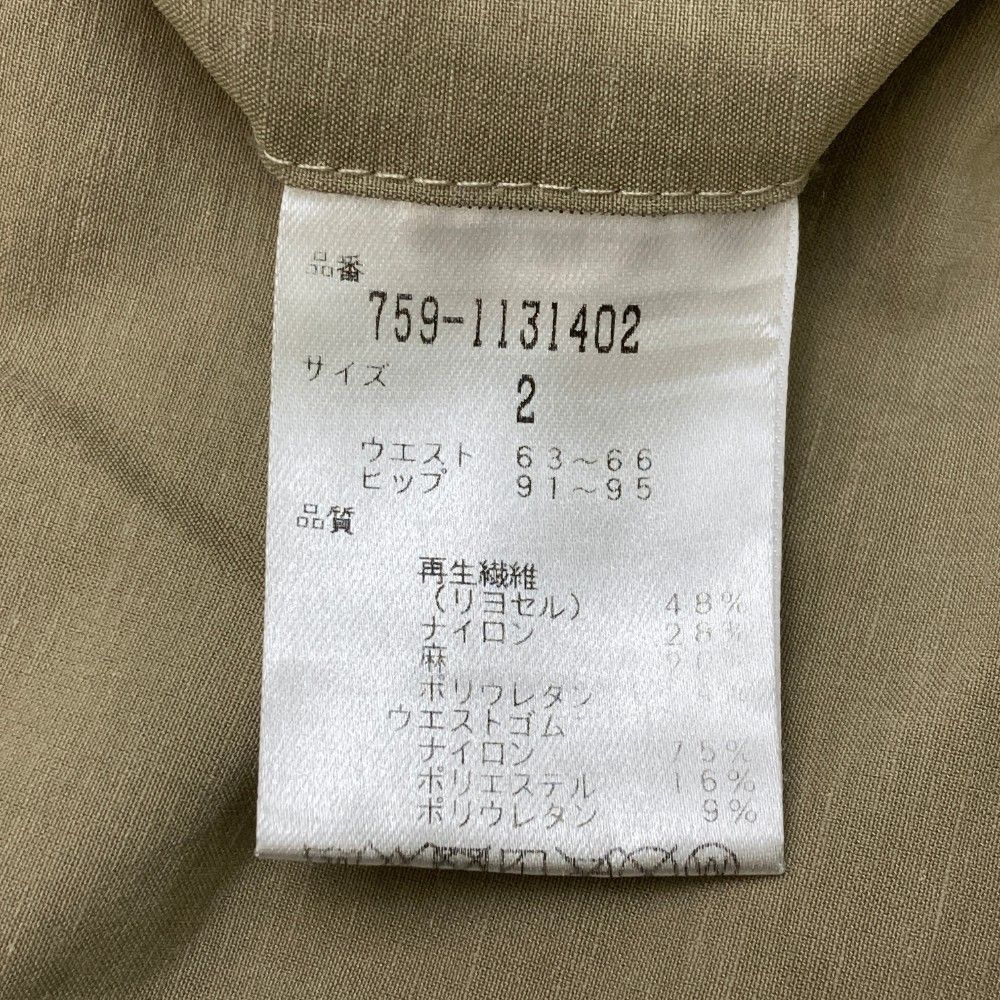 品番
759-1131402
サイズ
2
ウエスト 63～66
ヒップ 91～95
品質
再生繊維
(リヨセル) 48%
ナイロン 28%
麻
ポリウレタン
ウエストゴム
ナイロン 75%
ポリエステル 16%
ポリウレタン 9%